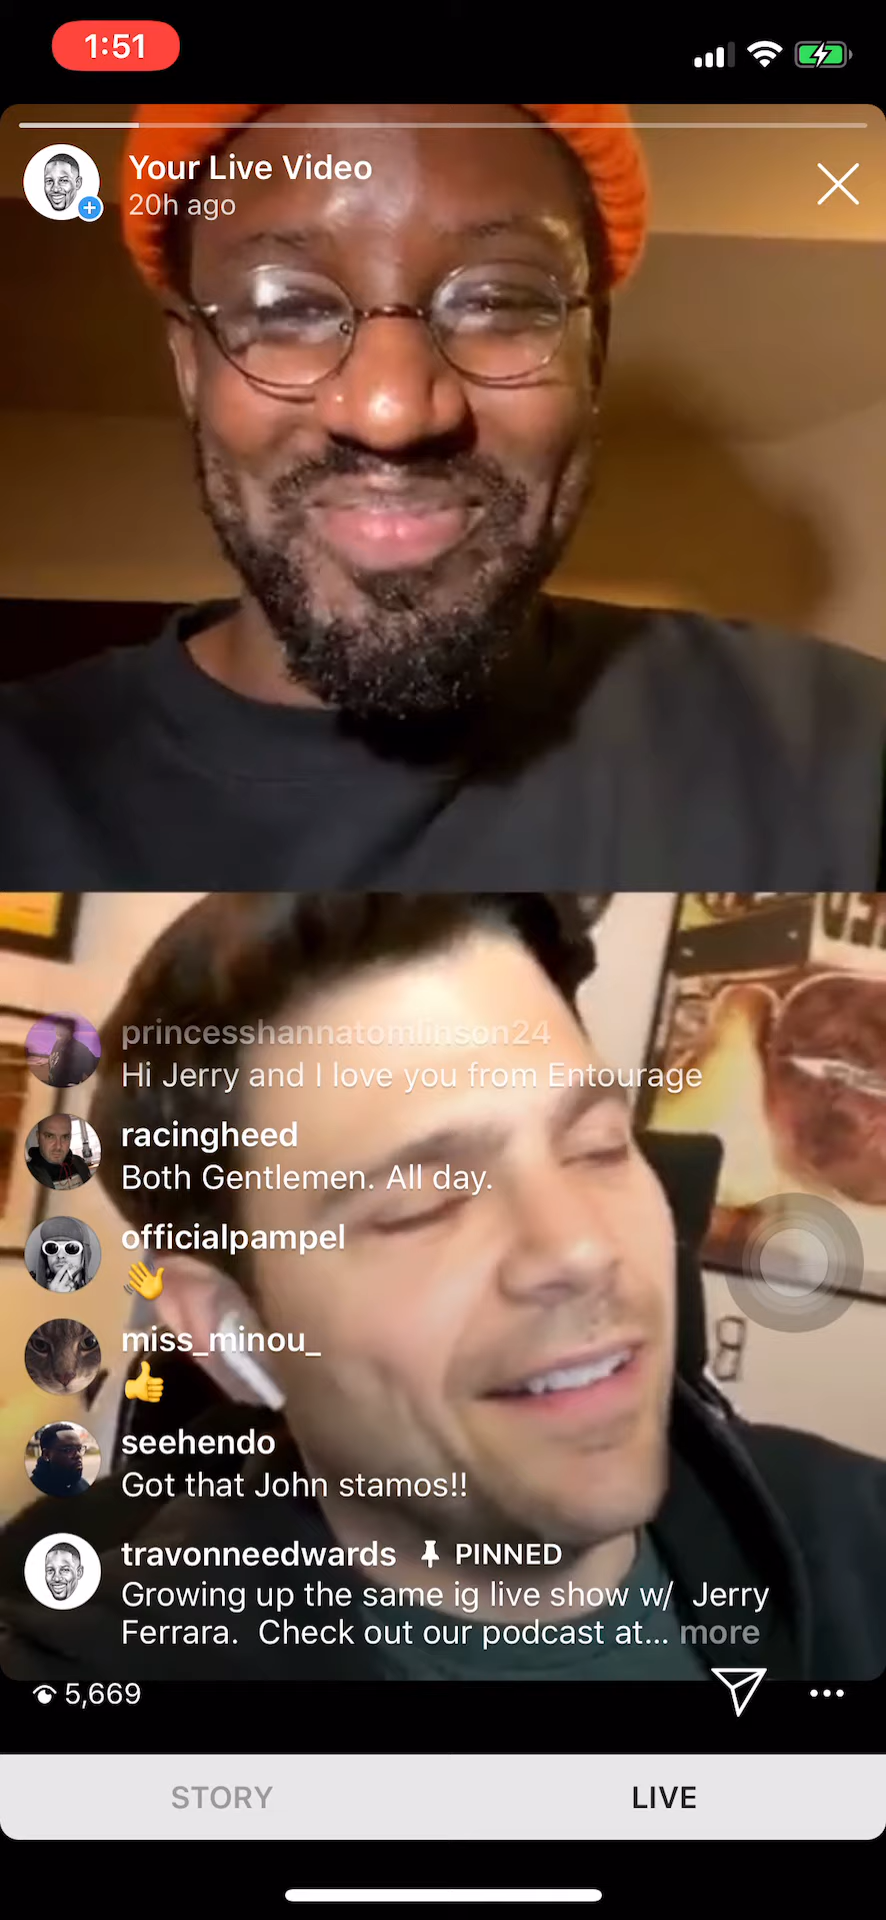 1:51
Your Live Video
20h ago
princesshannatomlinson24
Hi Jerry and I love you from Entourage
racingheed
Both Gentlemen. All day.
officialpampel
👋
miss_minou_
👍
seehendo
Got that John stamos!!
travonneedwards PINNED
Growing up the same ig live show w/ Jerry
Ferrara. Check out our podcast at... more
5,669
STORY LIVE